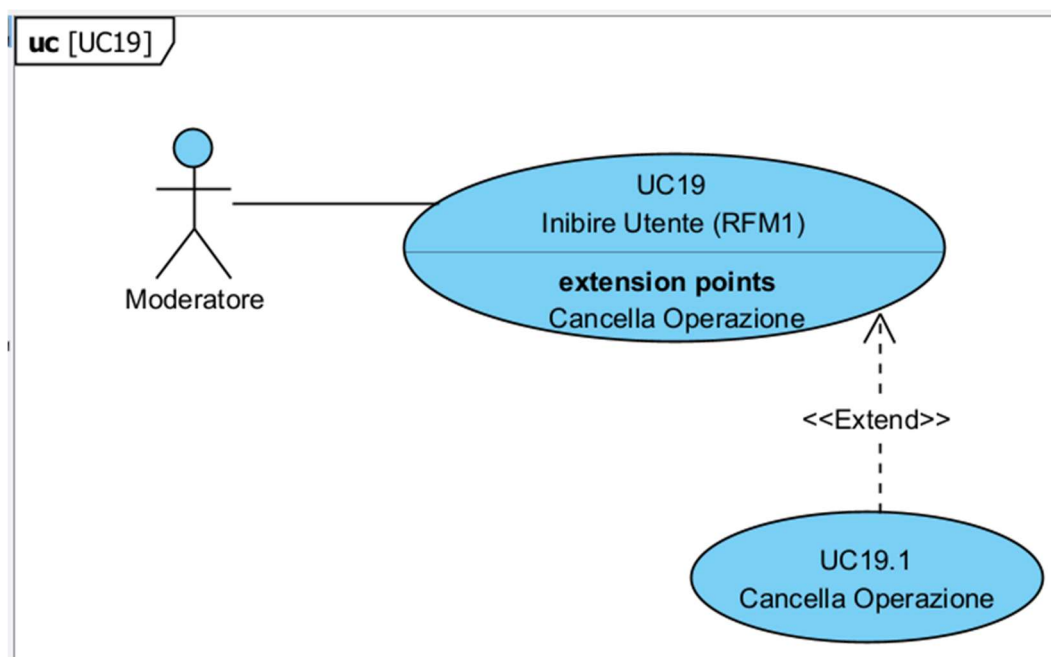 uc [UC19]
UC19
Inibire Utente (RFM1)
extension points
Cancella Operazione
Moderatore
<<Extend>>
UC19.1
Cancella Operazione